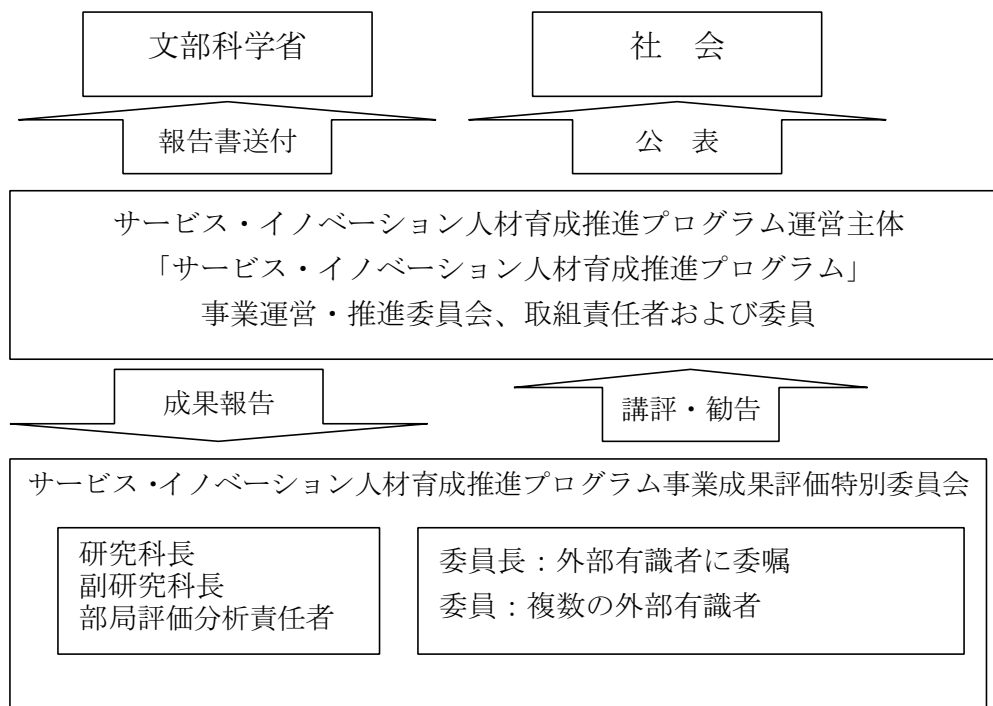 文部科学省
社　会
報告書送付
公　表
サービス・イノベーション人材育成推進プログラム運営主体
「サービス・イノベーション人材育成推進プログラム」
事業運営・推進委員会、取組責任者および委員
成果報告
講評・勧告
サービス・イノベーション人材育成推進プログラム事業成果評価特別委員会
研究科長
副研究科長
部局評価分析責任者
委員長：外部有識者に委嘱
委員：複数の外部有識者